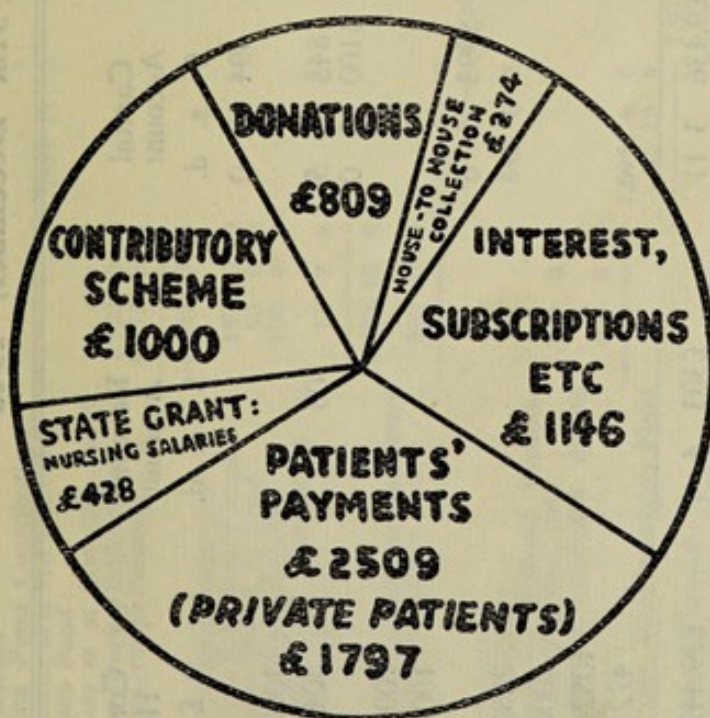 DONATIONS
£809
HOUSE-TO HOUSE
COLLECTION £274
INTEREST,
SUBSCRIPTIONS
ETC
£1146
PATIENTS'
PAYMENTS
£2509
(PRIVATE PATIENTS)
£1797
STATE GRANT:
NURSING SALARIES
£428
CONTRIBUTORY
SCHEME
£1000